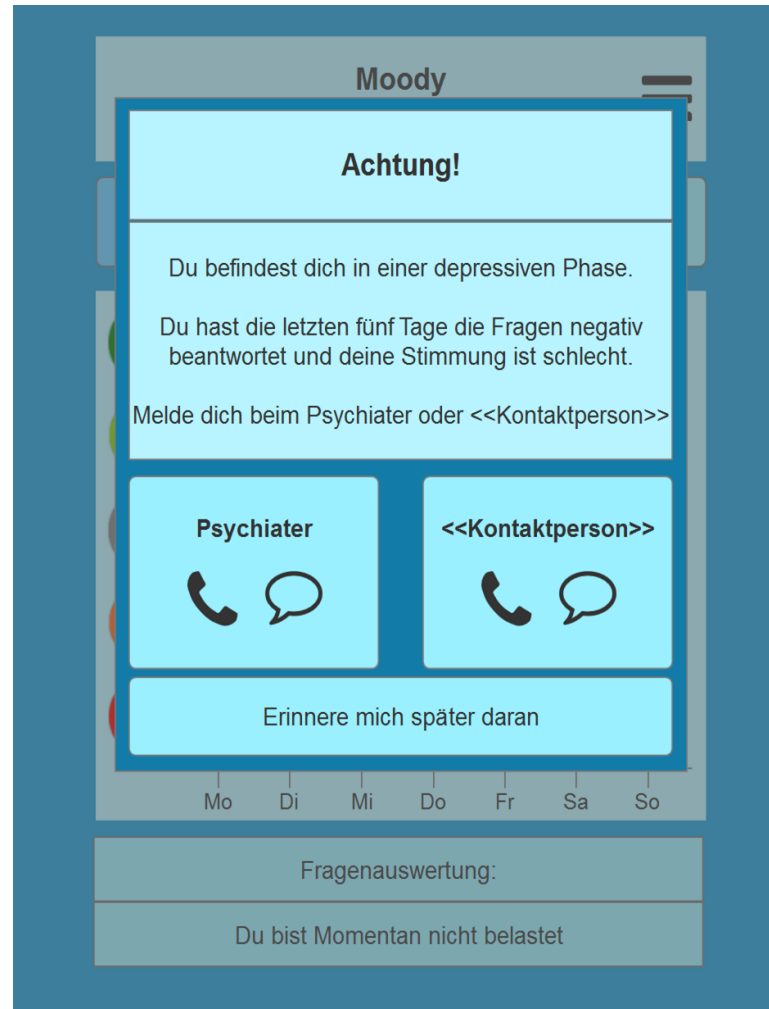 Moody
Achtung!
Du befindest dich in einer depressiven Phase.
Du hast die letzten fünf Tage die Fragen negativ
beantwortet und deine Stimmung ist schlecht.
Melde dich beim Psychiater oder <<Kontaktperson>>
Psychiater
<<Kontaktperson>>
Erinnere mich später daran
Mo Di Mi Do Fr Sa So
Fragenauswertung:
Du bist Momentan nicht belastet